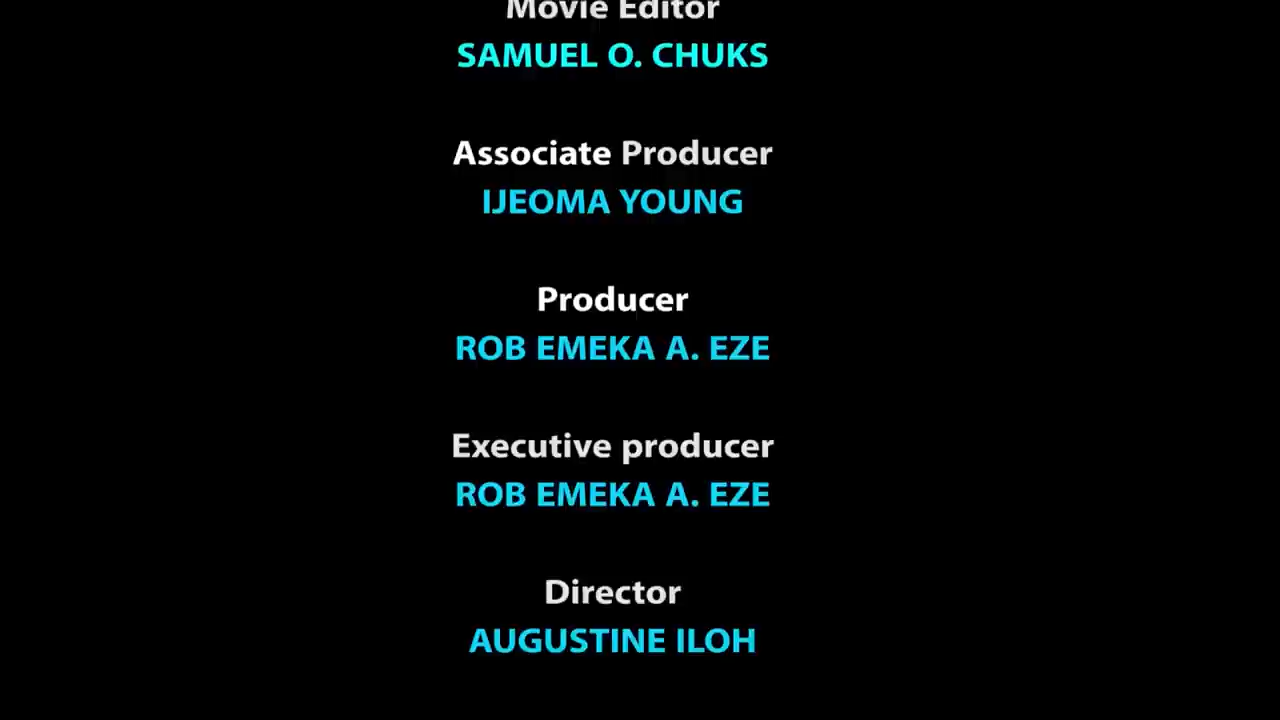 Movie Editor
SAMUEL O. CHUKS
Associate Producer
IJEOMA YOUNG
Producer
ROB EMEKA A. EZE
Executive producer
ROB EMEKA A. EZE
Director
AUGUSTINE ILOH